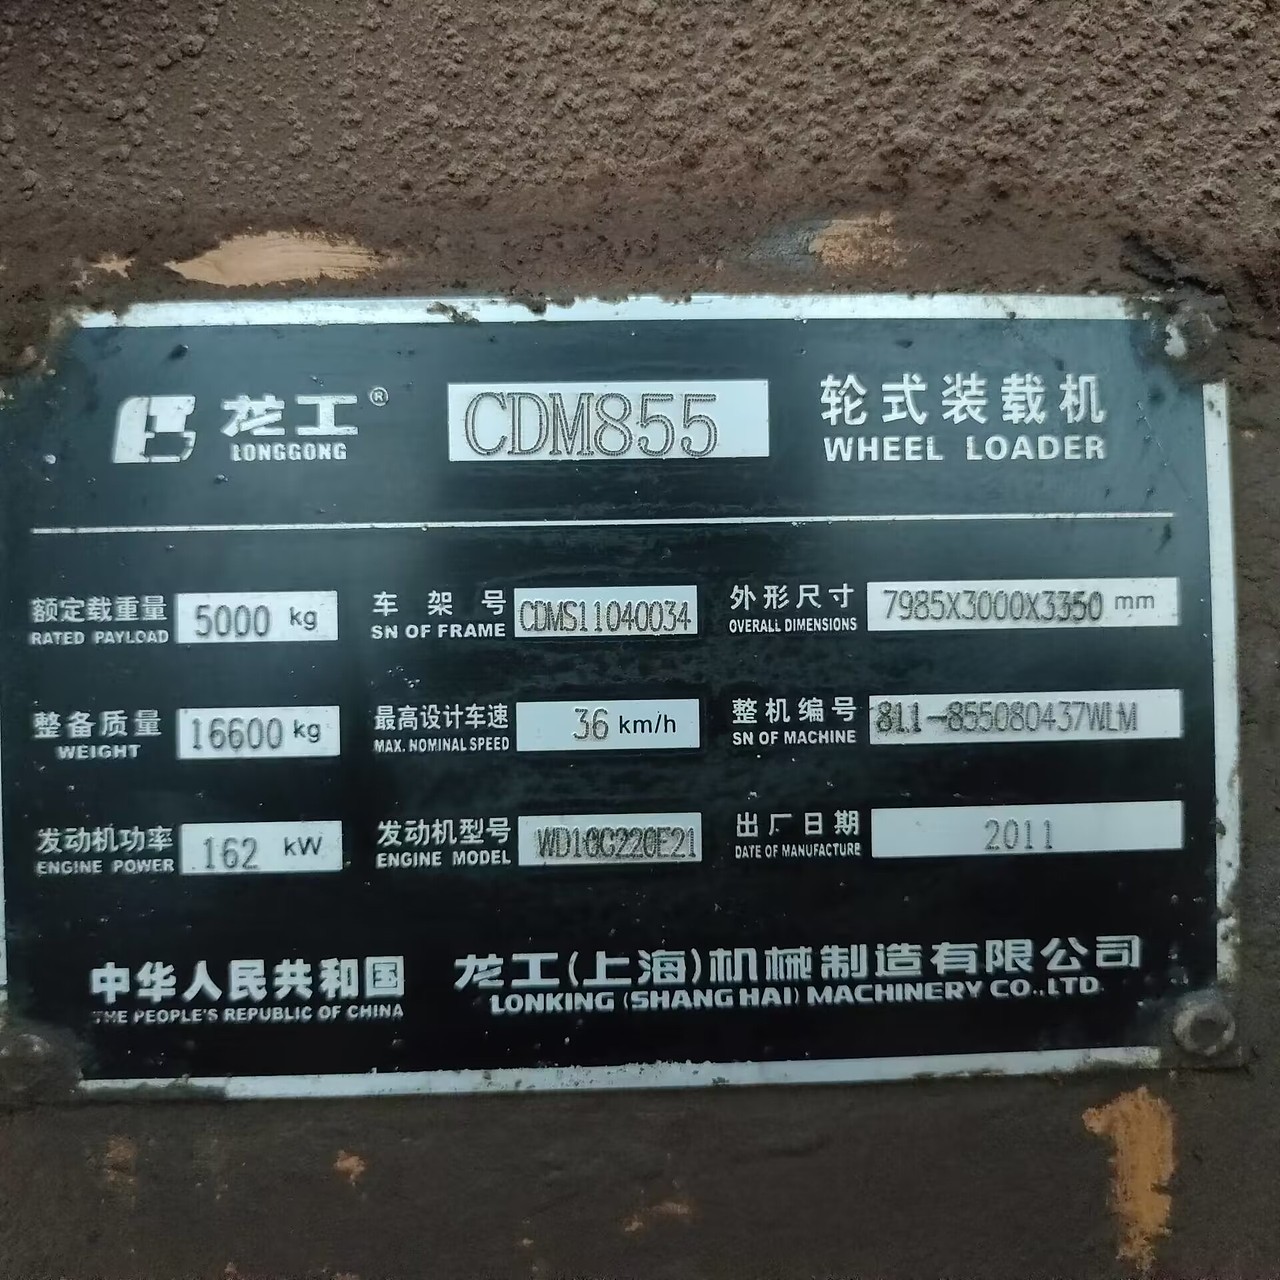 龙工®
LONGGONG
CDM855
轮式装载机
WHEEL LOADER
额定载重量 5000 kg
RATED PAYLOAD
车架号 CDMS11040034
SN OF FRAME
外形尺寸 7985X3000X3350 mm
OVERALL DIMENSIONS
整备质量 16600 kg
WEIGHT
最高设计车速 36 km/h
MAX. NOMINAL SPEED
整机编号 811-855080437WLM
SN OF MACHINE
发动机功率 162 kW
ENGINE POWER
发动机型号 WD10G220E21
ENGINE MODEL
出厂日期 2011
DATE OF MANUFACTURE
中华人民共和国
THE PEOPLE'S REPUBLIC OF CHINA
龙工(上海)机械制造有限公司
LONKING (SHANG HAI) MACHINERY CO.,LTD